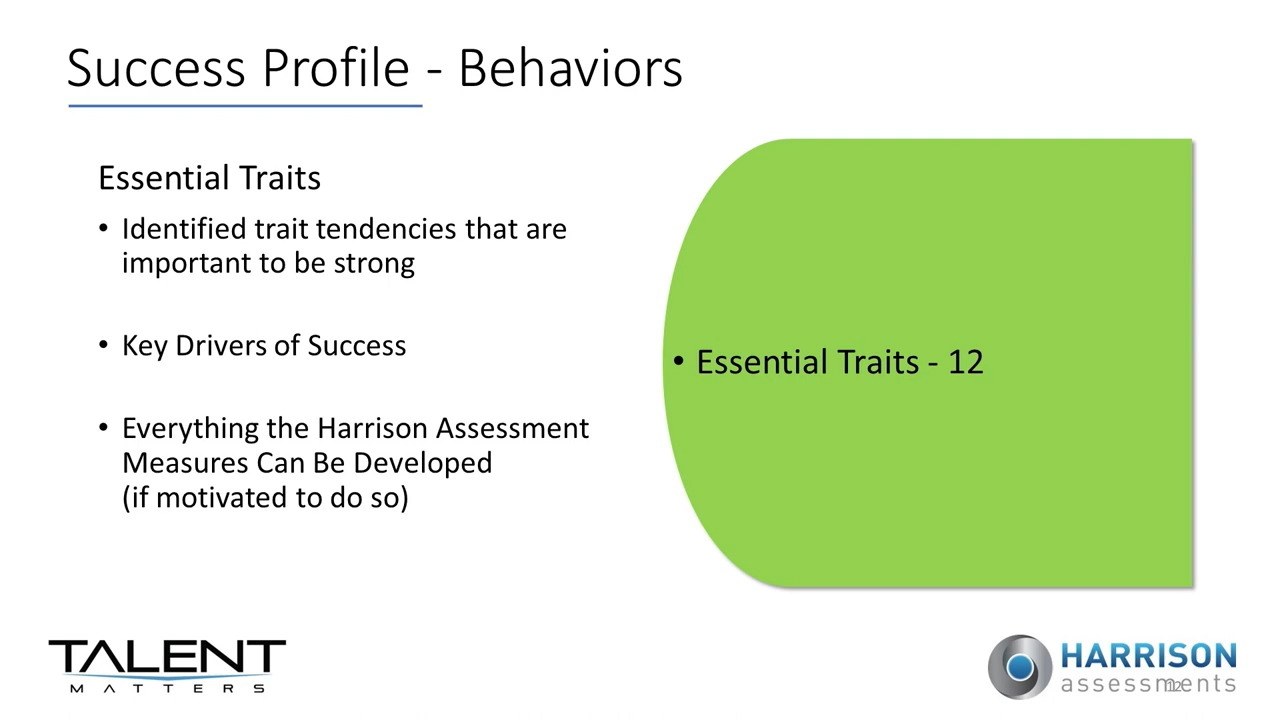 Success Profile - Behaviors
Essential Traits
• Identified trait tendencies that are
important to be strong
• Key Drivers of Success
• Everything the Harrison Assessment
Measures Can Be Developed
(if motivated to do so)
• Essential Traits - 12
TALENT
MATTERS
HARRISON
assessments
12